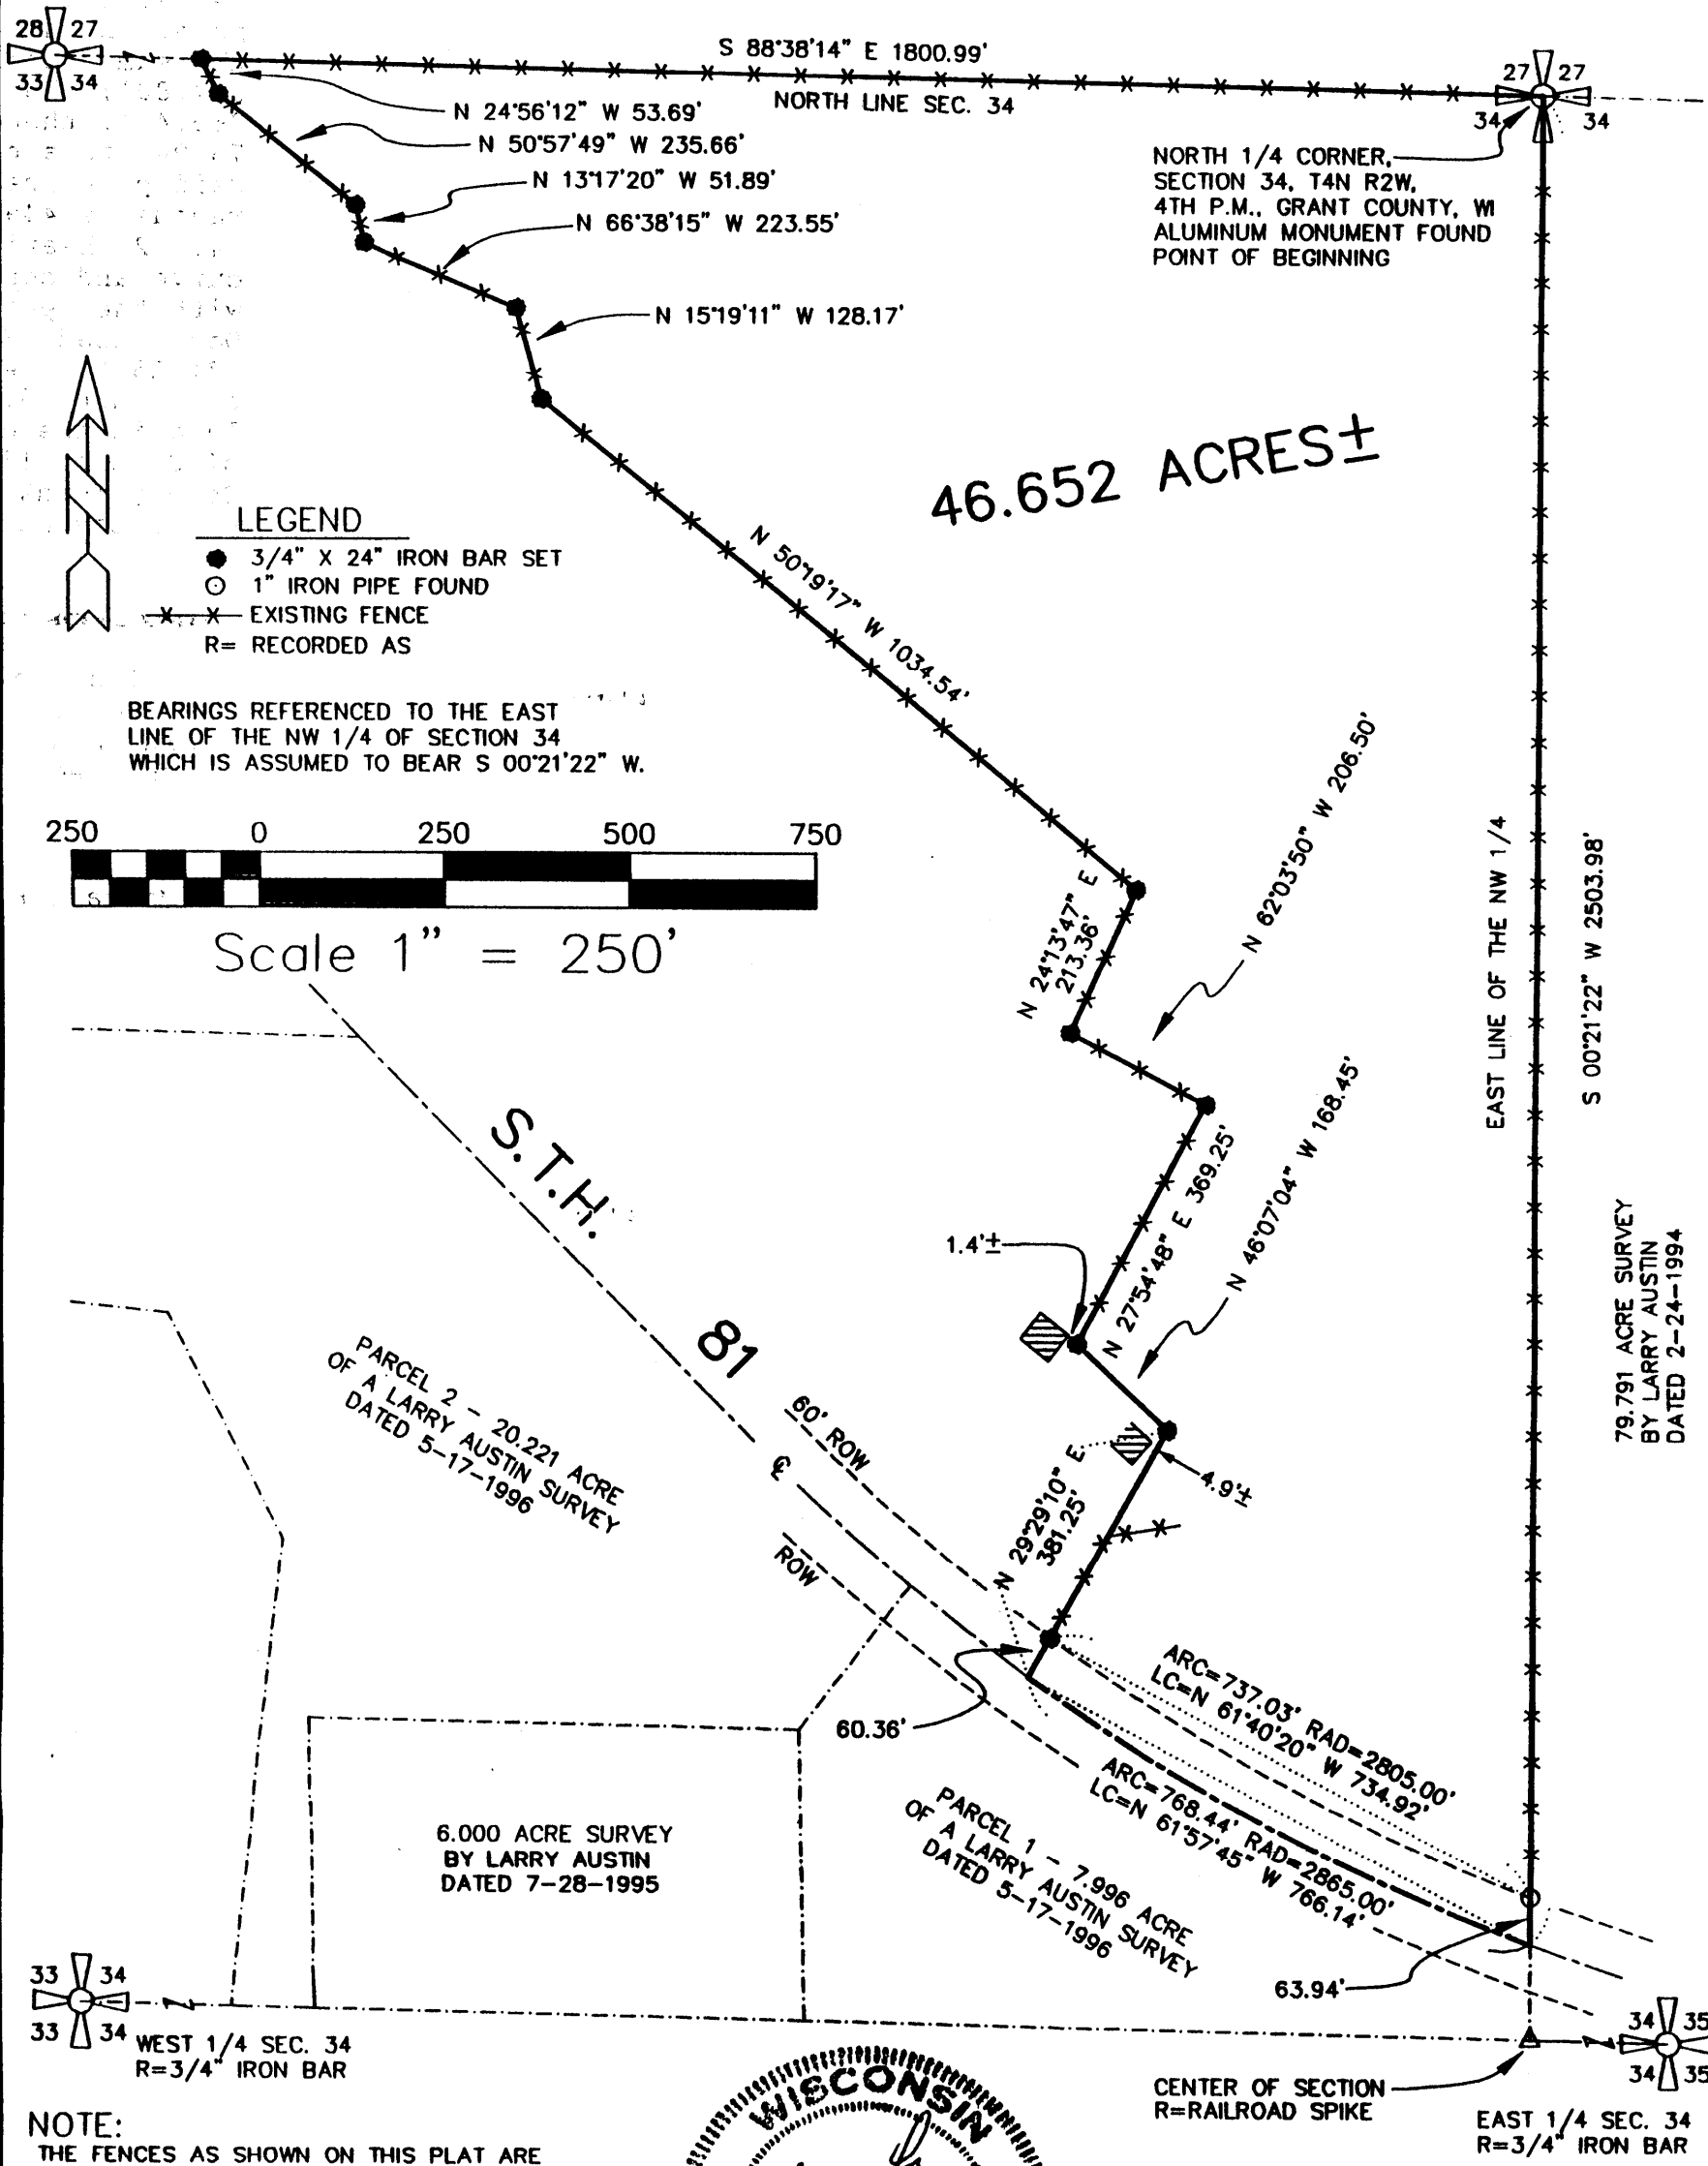 28 27
33 34
S 88°38'14" E 1800.99'
NORTH LINE SEC. 34
27 27
34 34
N 24°56'12" W 53.69'
N 50°57'49" W 235.66'
N 13°17'20" W 51.89'
N 66°38'15" W 223.55'
N 15°19'11" W 128.17'
NORTH 1/4 CORNER,
SECTION 34, T4N R2W,
4TH P.M., GRANT COUNTY, WI
ALUMINUM MONUMENT FOUND
POINT OF BEGINNING
N
46.652 ACRES±
LEGEND
3/4" X 24" IRON BAR SET
1" IRON PIPE FOUND
EXISTING FENCE
R= RECORDED AS
N 50°19'17" W 1034.54'
BEARINGS REFERENCED TO THE EAST
LINE OF THE NW 1/4 OF SECTION 34
WHICH IS ASSUMED TO BEAR S 00°21'22" W.
250 0 250 500 750
Scale 1" = 250'
N 24°13'47" E
213.36'
N 62°03'50" W 206.50'
EAST LINE OF THE NW 1/4
S 00°21'22" W 2503.98'
N 27°54'48" E 369.25'
N 46°07'04" W 168.45'
1.4'±
4.9'±
S.T.H.
81
60' ROW
℄
ROW
PARCEL 2 - 20.221 ACRE
OF A LARRY AUSTIN SURVEY
DATED 5-17-1996
79.791 ACRE SURVEY
BY LARRY AUSTIN
DATED 2-24-1994
N 29°29'10" E
381.25'
60.36'
ARC=737.03' RAD=2805.00'
LC=N 61°40'20" W 734.92'
ARC=768.44' RAD=2865.00'
LC=N 61°57'45" W 766.14'
PARCEL 1 - 7.996 ACRE
OF A LARRY AUSTIN SURVEY
DATED 5-17-1996
6.000 ACRE SURVEY
BY LARRY AUSTIN
DATED 7-28-1995
63.94'
33 34
33 34
WEST 1/4 SEC. 34
R=3/4" IRON BAR
34 35
34 35
CENTER OF SECTION
R=RAILROAD SPIKE
EAST 1/4 SEC. 34
R=3/4" IRON BAR
WISCONSIN
NOTE:
THE FENCES AS SHOWN ON THIS PLAT ARE